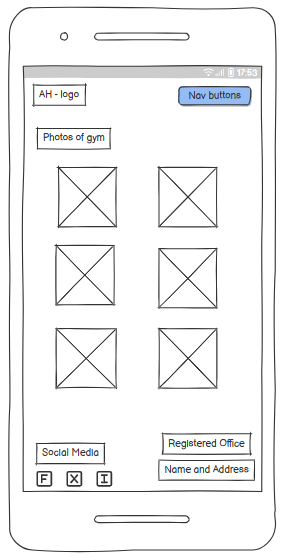 17:53
AH - logo
Nav buttons
Photos of gym
Registered Office
Social Media
Name and Address
F X I